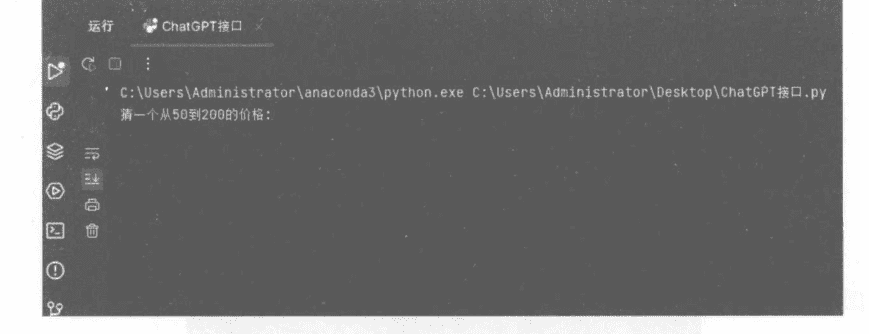 运行
ChatGPT接口
C:\Users\Administrator\anaconda3\python.exe C:\Users\Administrator\Desktop\ChatGPT接口.py
猜一个从50到200的价格: